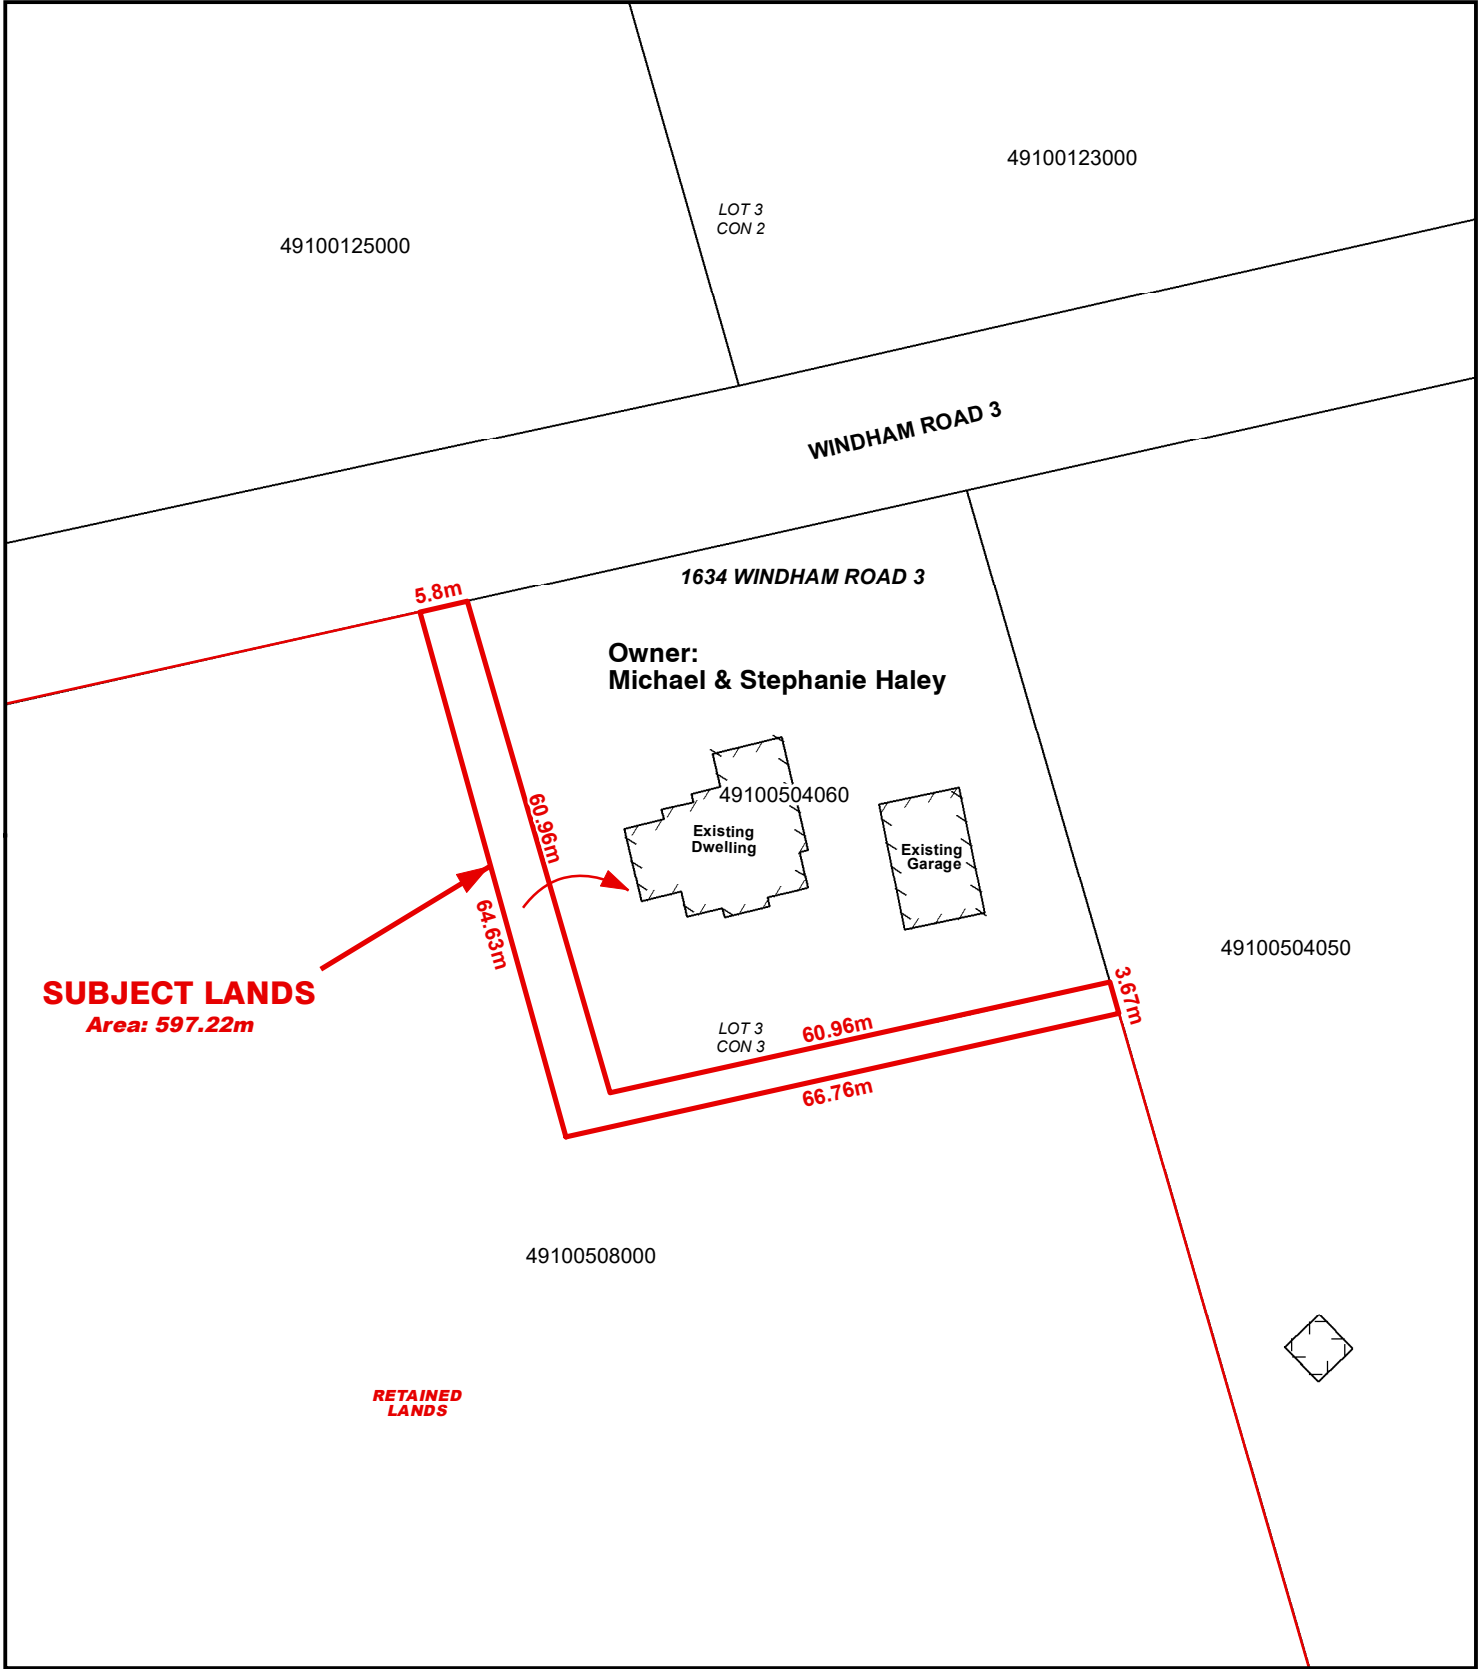 49100123000
LOT 3
CON 2
49100125000
WINDHAM ROAD 3
1634 WINDHAM ROAD 3
5.8m
Owner:
Michael & Stephanie Haley
49100504060
60.96m
Existing
Dwelling
Existing
Garage
64.63m
49100504050
SUBJECT LANDS
Area: 597.22m
3.67m
LOT 3
CON 3
60.96m
66.76m
49100508000
RETAINED
LANDS